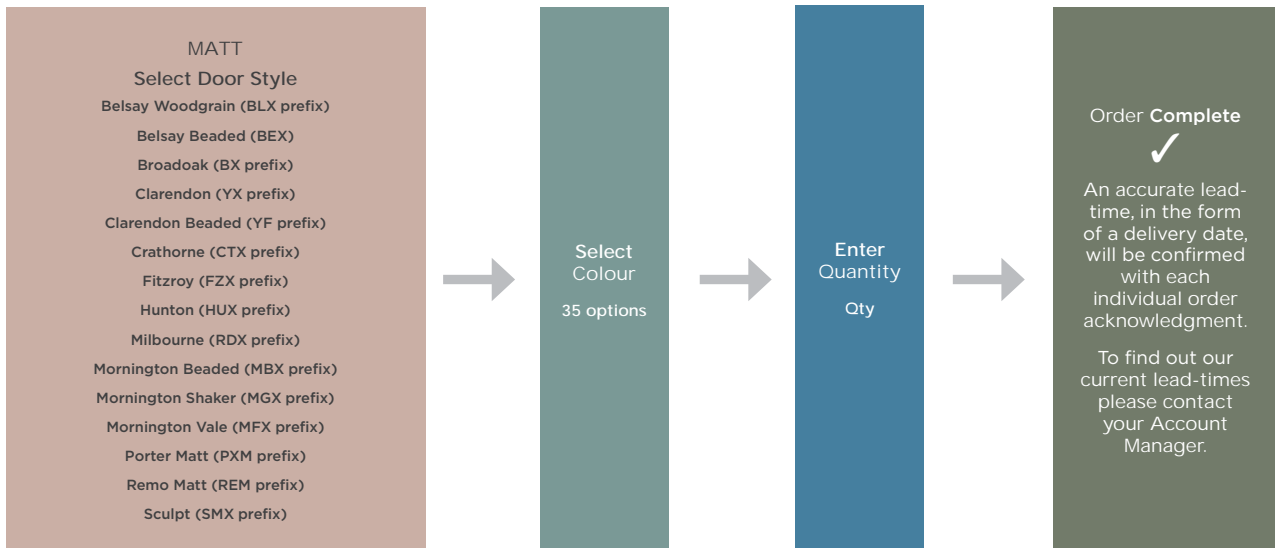 MATT
Select Door Style
Belsay Woodgrain (BLX prefix)
Belsay Beaded (BEX)
Broadoak (BX prefix)
Clarendon (YX prefix)
Clarendon Beaded (YF prefix)
Crathorne (CTX prefix)
Fitzroy (FZX prefix)
Hunton (HUX prefix)
Milbourne (RDX prefix)
Mornington Beaded (MBX prefix)
Mornington Shaker (MGX prefix)
Mornington Vale (MFX prefix)
Porter Matt (PXM prefix)
Remo Matt (REM prefix)
Sculpt (SMX prefix)
Select
Colour
35 options
Enter
Quantity
Qty
Order Complete
✓
An accurate lead-
time, in the form
of a delivery date,
will be confirmed
with each
individual order
acknowledgment.
To find out our
current lead-times
please contact
your Account
Manager.